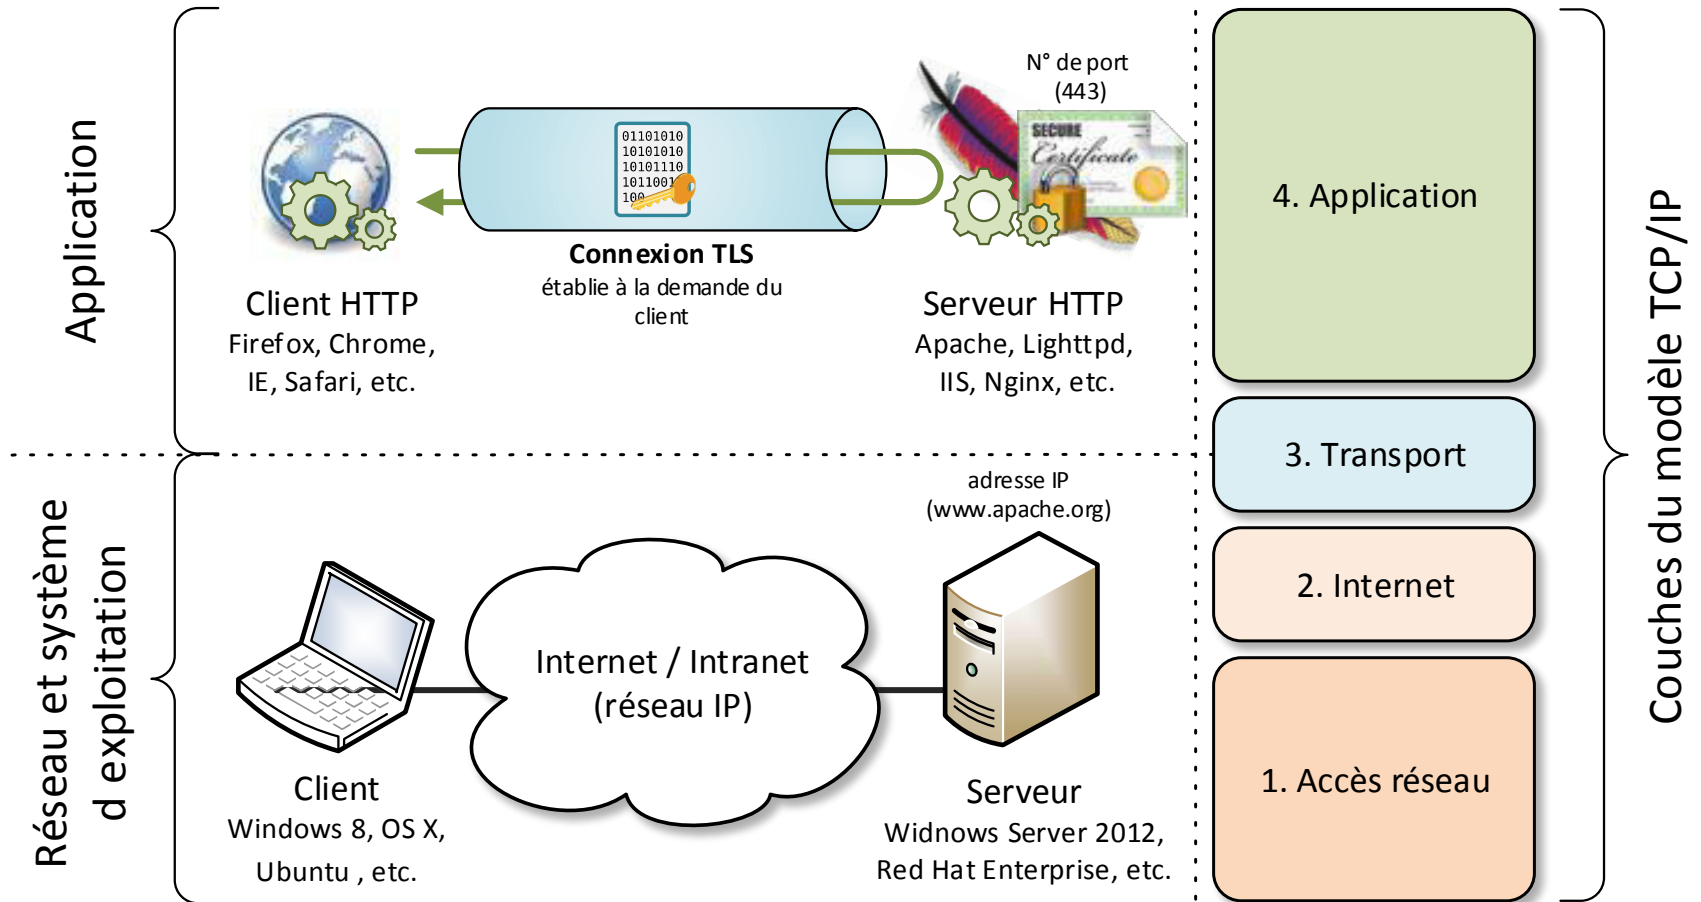 Application
N° de port
(443)
01101010
10101010
10101110
1011001
100
SECURE
Certificate
Connexion TLS
établie à la demande du
client
Client HTTP
Firefox, Chrome,
IE, Safari, etc.
Serveur HTTP
Apache, Lighttpd,
IIS, Nginx, etc.
Réseau et système
d exploitation
adresse IP
(www.apache.org)
Internet / Intranet
(réseau IP)
Client
Windows 8, OS X,
Ubuntu , etc.
Serveur
Widnows Server 2012,
Red Hat Enterprise, etc.
4. Application
3. Transport
2. Internet
1. Accès réseau
Couches du modèle TCP/IP